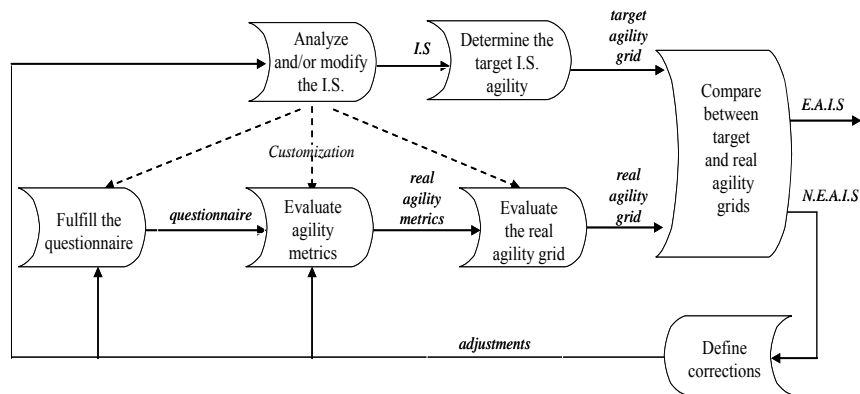 Analyze
and/or modify
the I.S.
I.S
Determine the
target I.S.
agility
target
agility
grid
Compare
between
target
and real
agility
grids
E.A.I.S
N.E.A.I.S
Customization
Fulfill the
questionnaire
questionnaire
Evaluate
agility
metrics
real
agility
metrics
Evaluate
the real
agility grid
real
agility
grid
adjustments
Define
corrections